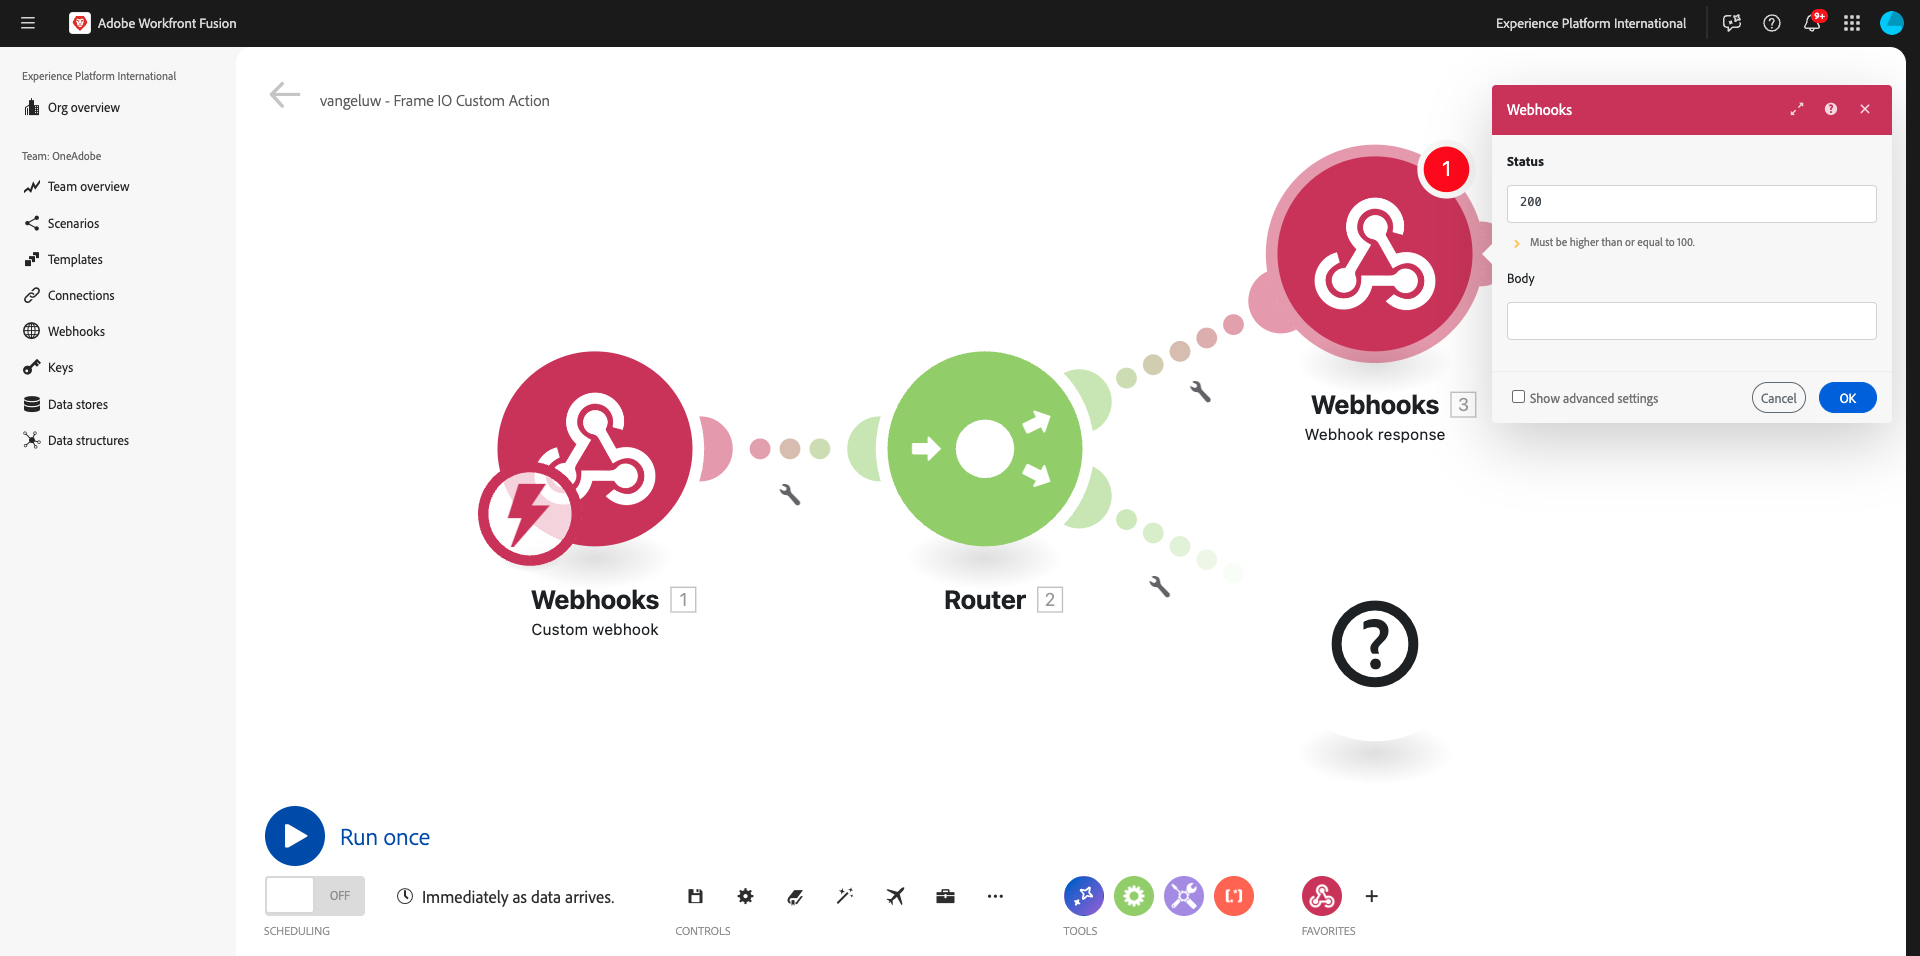 Adobe Workfront Fusion
Experience Platform International
9+
Experience Platform International
Org overview
Team: OneAdobe
Team overview
Scenarios
Templates
Connections
Webhooks
Keys
Data stores
Data structures
vangeluw - Frame IO Custom Action
Webhooks
Status
200
Must be higher than or equal to 100.
Body
Show advanced settings
Cancel
OK
1
Webhooks 3
Webhook response
Webhooks 1
Custom webhook
Router 2
?
Run once
OFF
Immediately as data arrives.
SCHEDULING
CONTROLS
TOOLS
FAVORITES